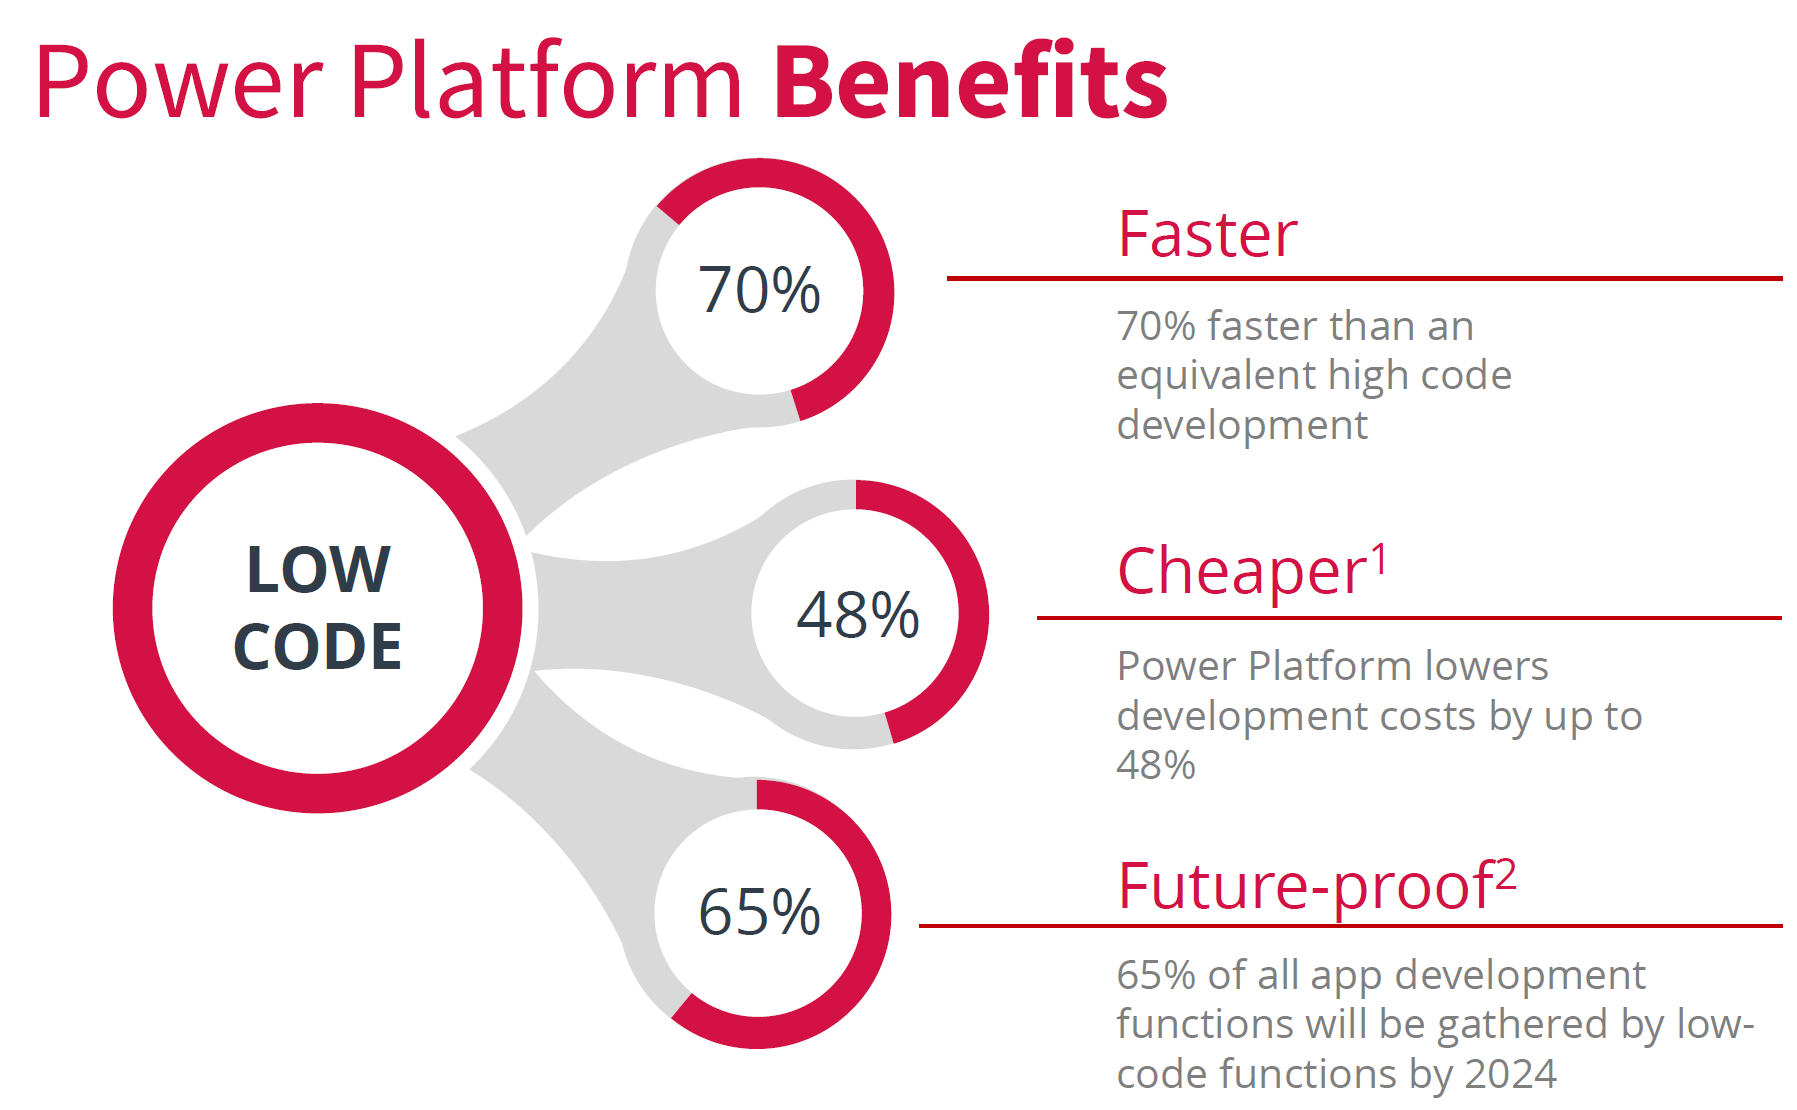 Power Platform Benefits
70%
Faster
70% faster than an
equivalent high code
development
LOW
CODE
48%
Cheaper¹
Power Platform lowers
development costs by up to
48%
65%
Future-proof²
65% of all app development
functions will be gathered by low-
code functions by 2024